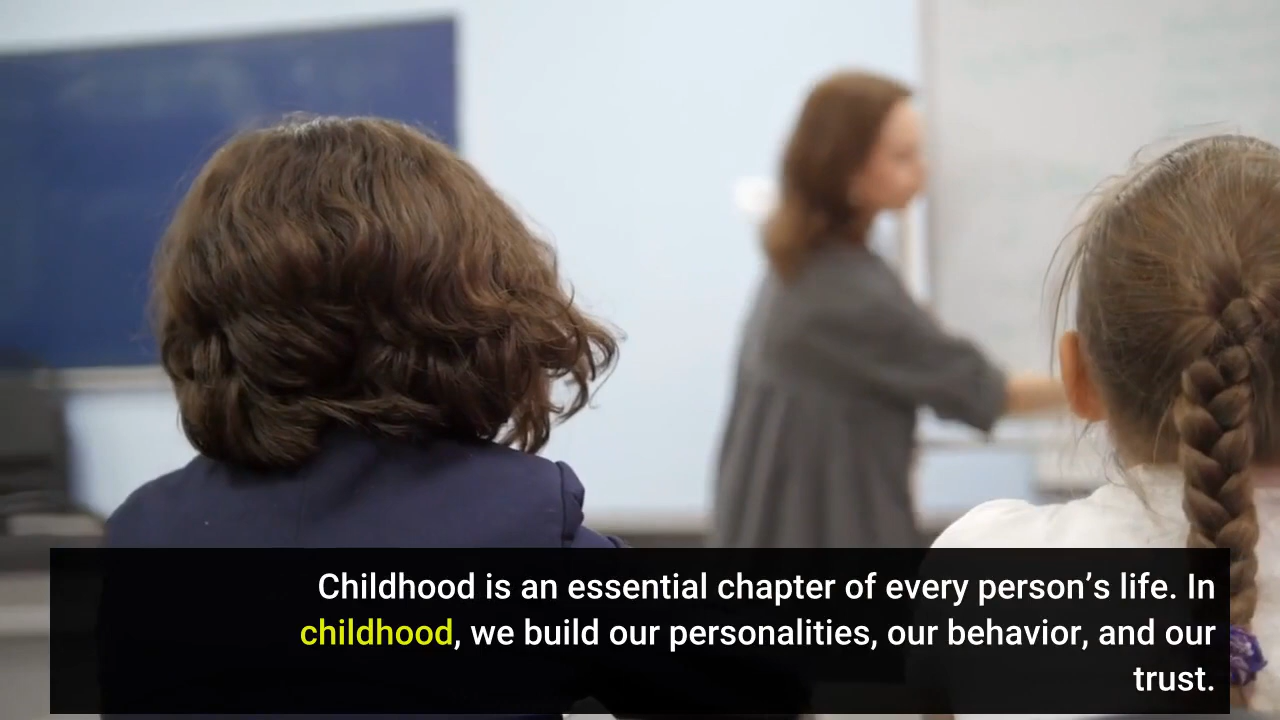 Childhood is an essential chapter of every person’s life. In
childhood, we build our personalities, our behavior, and our
trust.